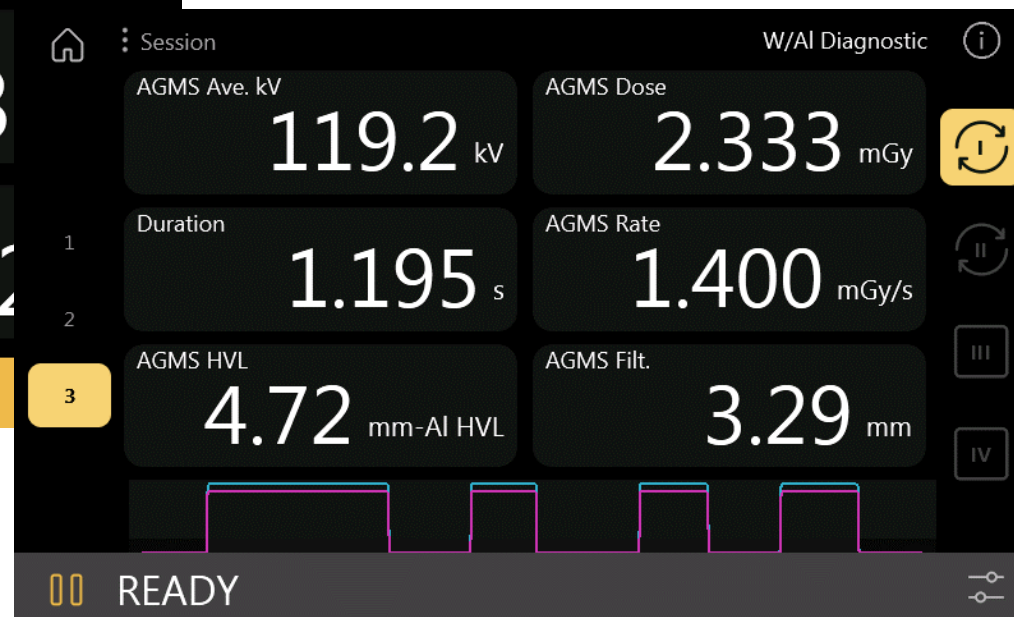 Session
W/Al Diagnostic
i
AGMS Ave. kV
119.2 kV
AGMS Dose
2.333 mGy
I
Duration
1.195 s
AGMS Rate
1.400 mGy/s
1
II
2
AGMS HVL
4.72 mm-Al HVL
AGMS Filt.
3.29 mm
III
3
IV
READY